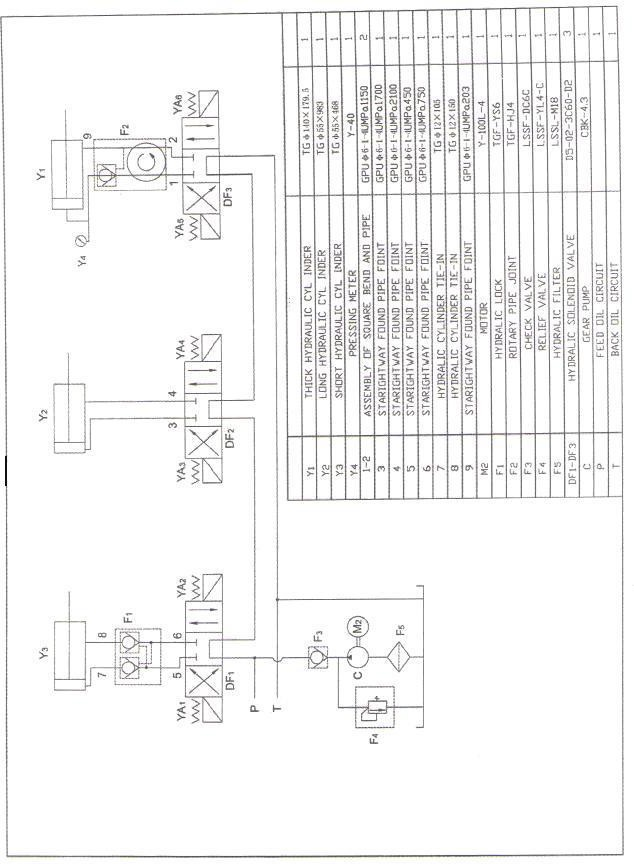 Y3
Y2
Y1
Y4
7
8
F1
9
F2
YA1
5
6
YA2
DF1
YA3
3
4
YA4
DF2
YA5
1
2
YA6
DF3
P
T
F3
C
M2
F4
F5
Y1 THICK HYDRAULIC CYL INDER TG Φ140×179.5 1
Y2 LONG HYDRAULIC CYL INDER TG Φ55×983 1
Y3 SHORT HYDRAULIC CYL INDER TG Φ55×468 1
Y4 PRESSING METER Y-40 1
1-2 ASSEMBLY OF SQUARE BEND AND PIPE GPU Φ6-1-4UMPa1150 2
3 STARIGHTWAY FOUND PIPE FOINT GPU Φ6-1-4UMPa1700 1
4 STARIGHTWAY FOUND PIPE FOINT GPU Φ6-1-4UMPa2100 1
5 STARIGHTWAY FOUND PIPE FOINT GPU Φ6-1-4UMPa450 1
6 STARIGHTWAY FOUND PIPE FOINT GPU Φ6-1-4UMPa750 1
7 HYDRALIC CYLINDER TIE-IN TG Φ12×105 1
8 HYDRALIC CYLINDER TIE-IN TG Φ12×150 1
9 STARIGHTWAY FOUND PIPE FOINT GPU Φ6-1-4UMPa203 1
M2 MOTOR Y-100L-4 1
F1 HYDRALIC LOCK TGF-YS6 1
F2 ROTARY PIPE JOINT TGF-HJ4 1
F3 CHECK VALVE LSSF-DC6C 1
F4 RELIEF VALVE LSSF-YL4-C 1
F5 HYDRALIC FILTER LSSL-M18 1
DF1-DF3 HYDRALIC SOLENOID VALVE D5-02-3C60-D2 3
C GEAR PUMP CBK-4.3 1
P FEED OIL CIRCUIT 1
T BACK OIL CIRCUIT 1